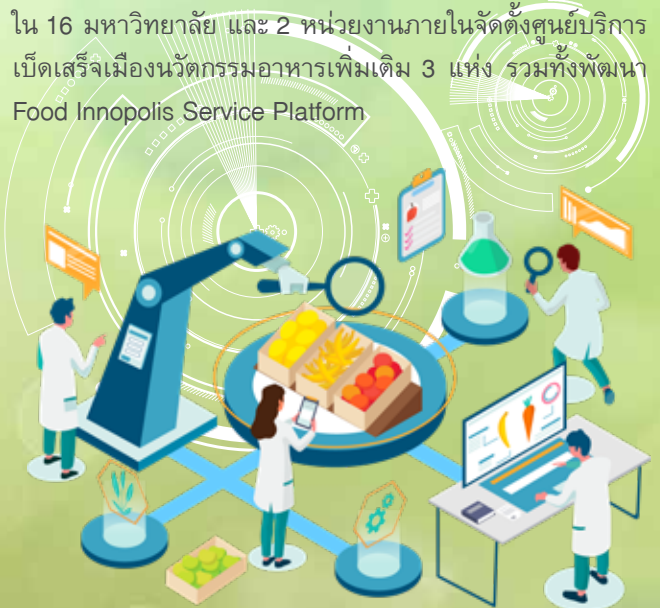 ใน 16 มหาวิทยาลัย และ 2 หน่วยงานภายในจัดตั้งศูนย์บริการ
เบ็ดเสร็จเมืองนวัตกรรมอาหารเพิ่มเติม 3 แห่ง รวมทั้งพัฒนา
Food Innopolis Service Platform